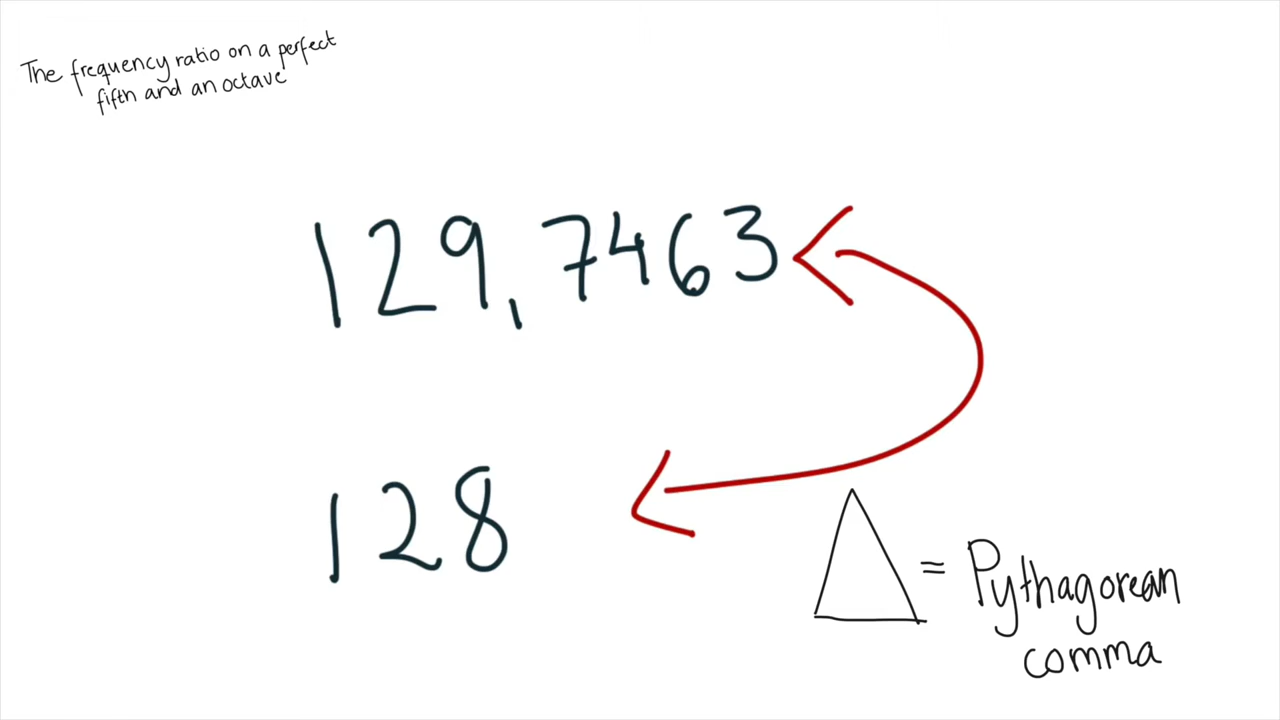 The frequency ratio on a perfect
fifth and an octave
129,7463
128
Δ = Pythagorean
comma